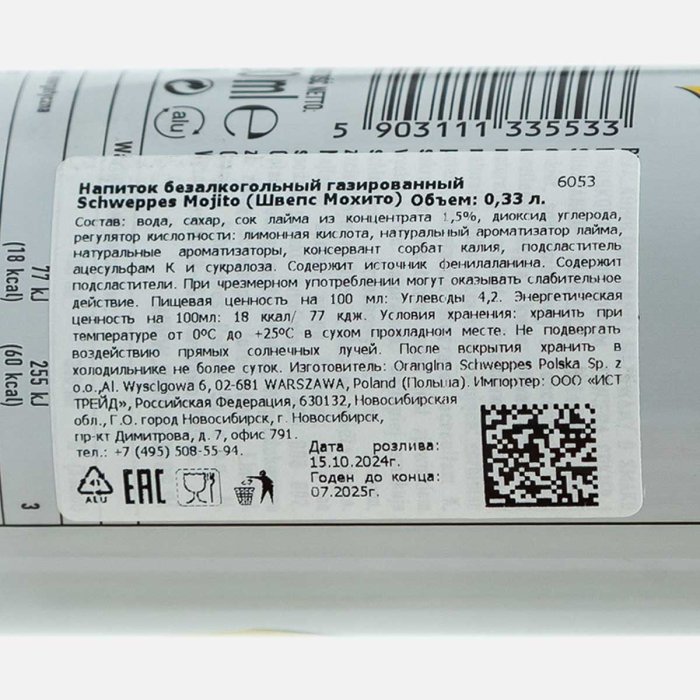 5 903111 335533
Напиток безалкогольный газированный 6053
Schweppes Mojito (Швепс Мохито) Объем: 0,33 л.
Состав: вода, сахар, сок лайма из концентрата 1,5%, диоксид углерода,
регулятор кислотности: лимонная кислота, натуральный ароматизатор лайма,
натуральные ароматизаторы, консервант сорбат калия, подсластитель
ацесульфам К и сукралоза. Содержит источник фенилаланина. Содержит
подсластители. При чрезмерном употреблении могут оказывать слабительное
действие. Пищевая ценность на 100 мл: Углеводы 4,2. Энергетическая
ценность на 100мл: 18 ккал/ 77 кдж. Условия хранения: хранить при
температуре от 0ºС до +25ºС в сухом прохладном месте. Не подвергать
воздействию прямых солнечных лучей. После вскрытия хранить в
холодильнике не более суток. Изготовитель: Orangina Schweppes Polska Sp. z
o.o.,Al. Wyscigowa 6, 02-681 WARSZAWA, Poland (Польша). Импортер: ООО «ИСТ
ТРЕЙД», Российская Федерация, 630132, Новосибирская
обл., Г.О. город Новосибирск, г. Новосибирск,
пр-кт Димитрова, д. 7, офис 791.
тел.: +7 (495) 508-55-94.
Дата розлива:
15.10.2024г.
Годен до конца:
07.2025г.
ALU
EAC
alu
ml e
НЕТТО:
77 kJ
(18 kcal)
255 kJ
(60 kcal)
3